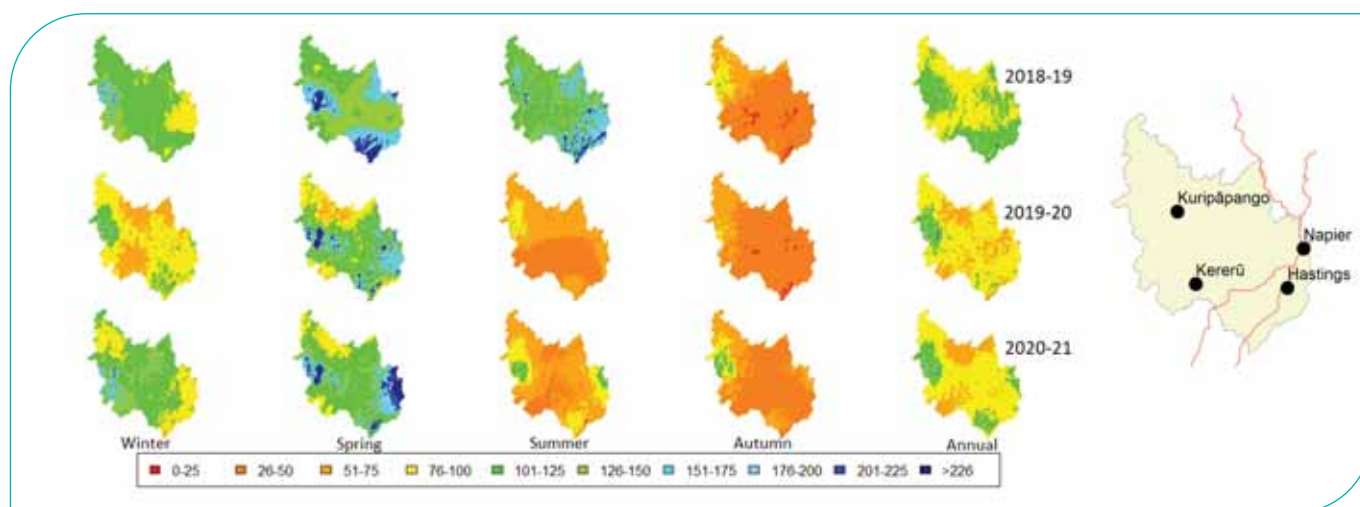 2018-19
Kuripāpango
2019-20
Napier
Kererū
Hastings
2020-21
Winter Spring Summer Autumn Annual
0-25 26-50 51-75 76-100 101-125 126-150 151-175 176-200 201-225 >226